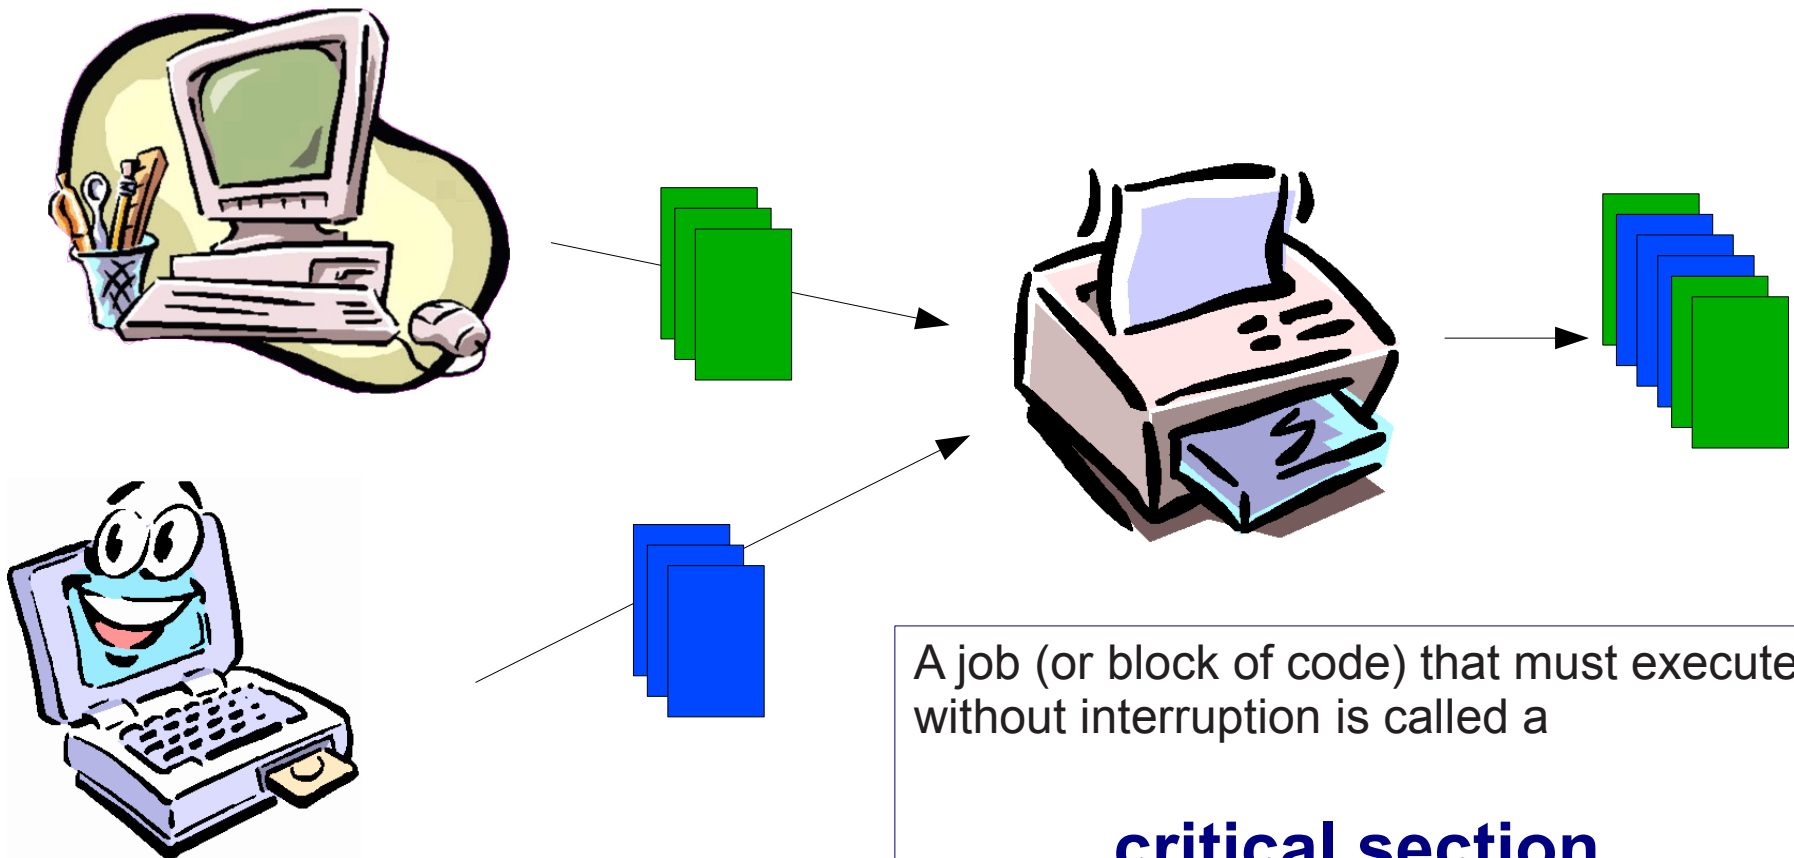 A job (or block of code) that must execute
without interruption is called a
critical section